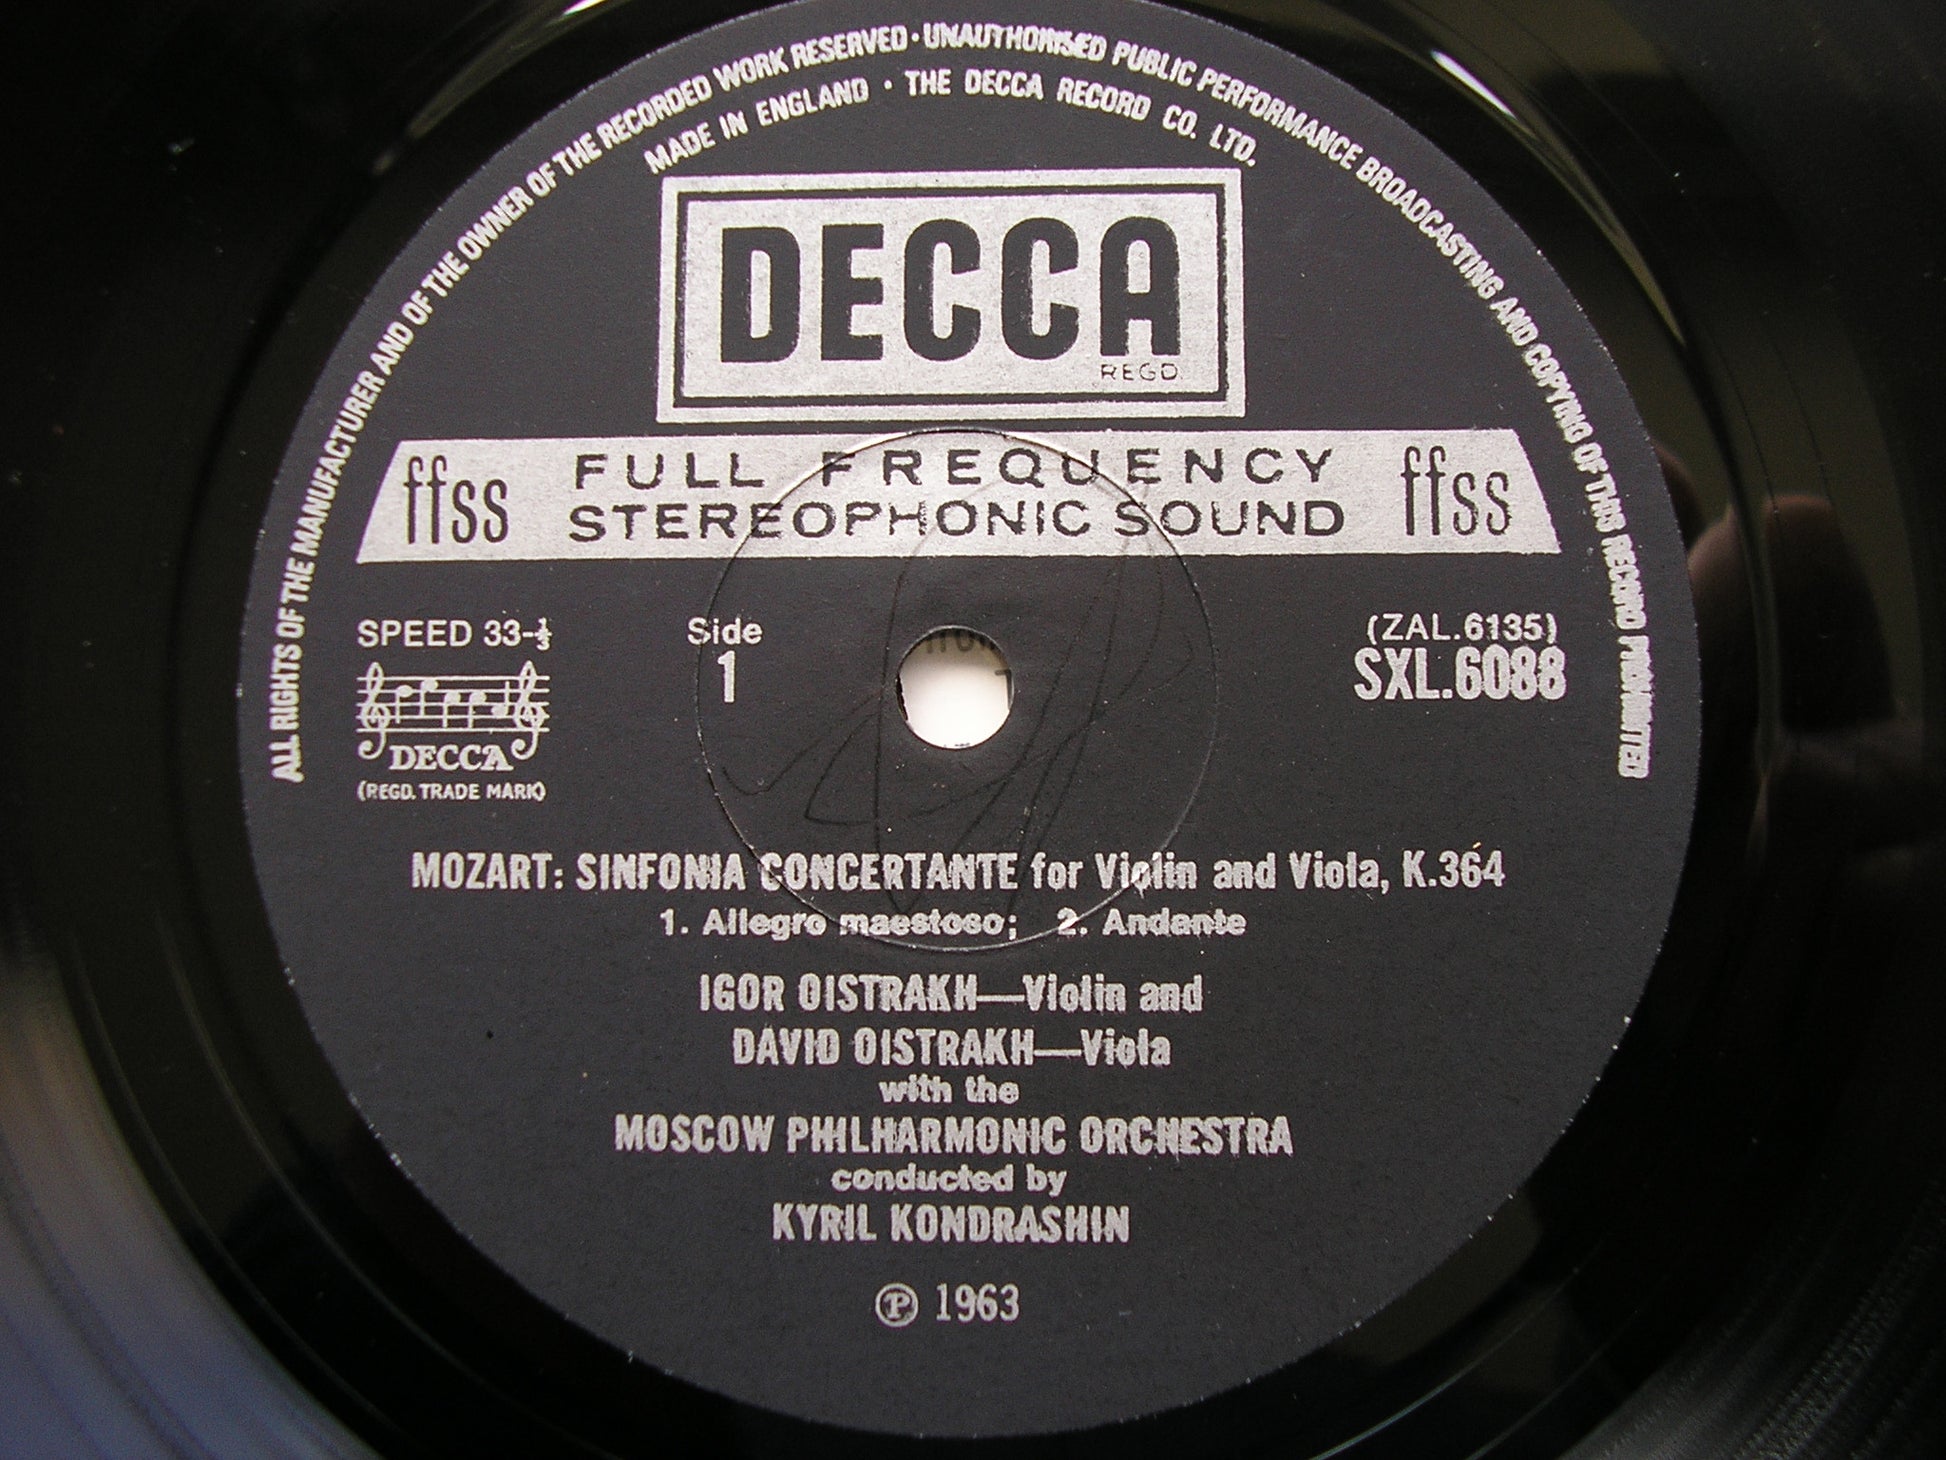 ALL RIGHTS OF THE MANUFACTURER AND OF THE OWNER OF THE RECORDED WORK RESERVED · UNAUTHORISED PUBLIC PERFORMANCE BROADCASTING AND COPYING OF THIS RECORD PROHIBITED
MADE IN ENGLAND · THE DECCA RECORD CO. LTD.
DECCA
REGD.
ffss FULL FREQUENCY STEREOPHONIC SOUND ffss
SPEED 33-⅓
Side
1
(ZAL.6135)
SXL.6088
DECCA
(REGD. TRADE MARK)
MOZART: SINFONIA CONCERTANTE for Violin and Viola, K.364
1. Allegro maestoso; 2. Andante
IGOR OISTRAKH—Violin and
DAVID OISTRAKH—Viola
with the
MOSCOW PHILHARMONIC ORCHESTRA
conducted by
KYRIL KONDRASHIN
℗ 1963